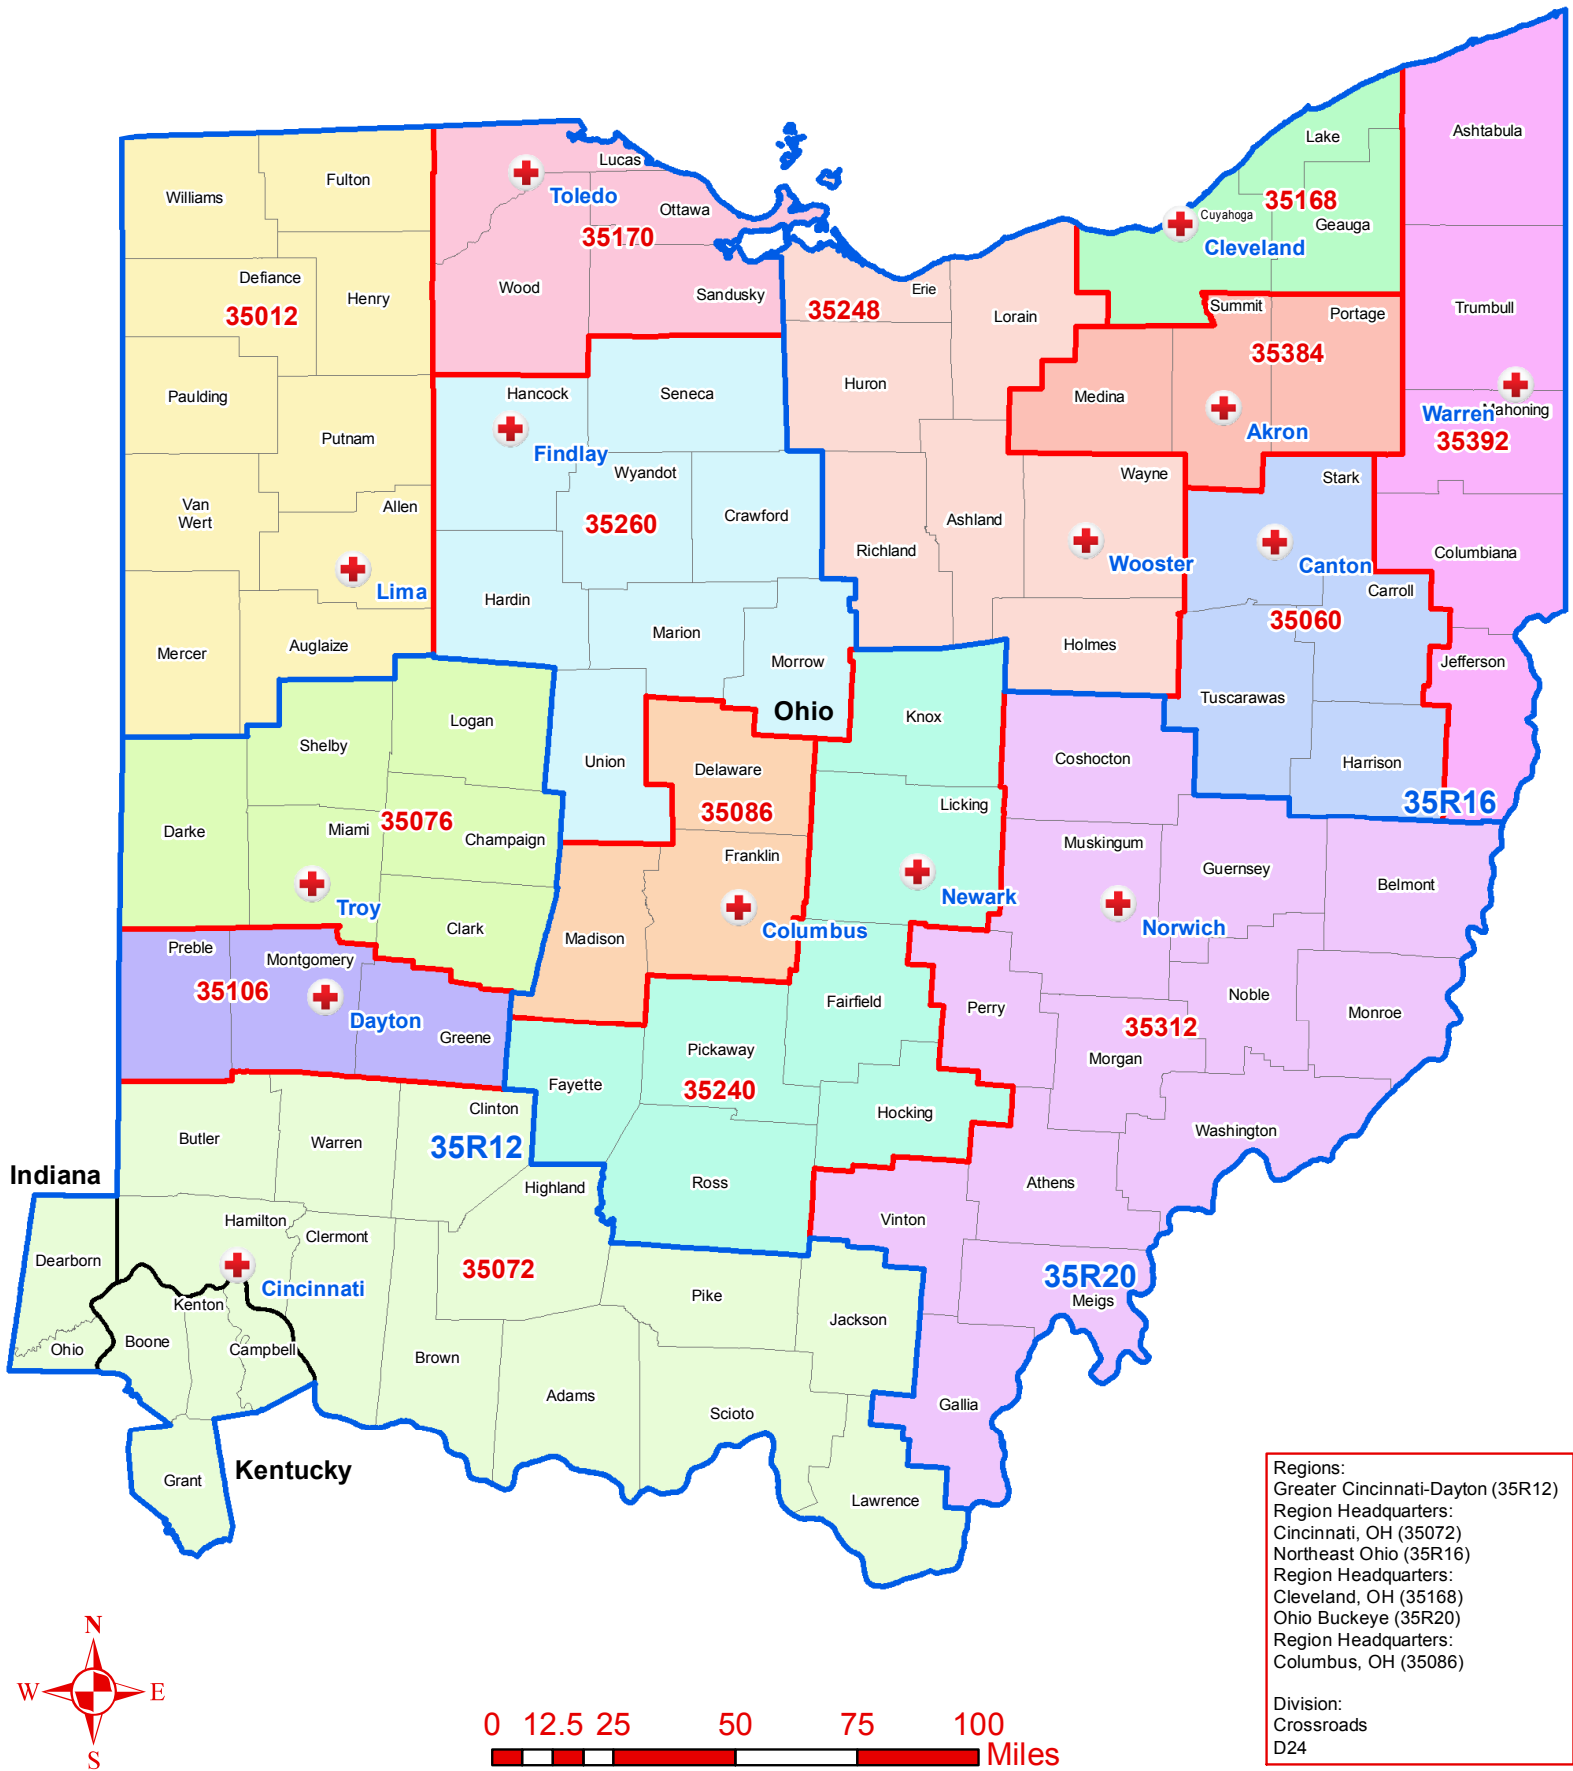 Ashtabula
Lake
Lucas
Fulton
Williams
Toledo
35168
Ottawa
Cuyahoga
Geauga
35170
Cleveland
Defiance
Wood
Erie
Henry
Sandusky
35012
35248
Lorain
Summit
Portage
Trumbull
35384
Huron
Hancock
Seneca
Paulding
Medina
Mahoning
Warren
Akron
35392
Putnam
Findlay
Wyandot
Wayne
Stark
Van
Wert
Allen
Crawford
35260
Ashland
Richland
Columbiana
Wooster
Canton
Lima
Carroll
Hardin
35060
Marion
Auglaize
Holmes
Mercer
Morrow
Jefferson
Tuscarawas
Ohio
Knox
Logan
Shelby
Union
Delaware
Coshocton
Harrison
35R16
Licking
35086
35076
Miami
Darke
Champaign
Muskingum
Franklin
Guernsey
Belmont
Newark
Troy
Clark
Columbus
Norwich
Madison
Preble
Montgomery
35106
Noble
Fairfield
Perry
Monroe
Dayton
Greene
35312
Pickaway
Morgan
Fayette
35240
Clinton
Hocking
Butler
Warren
35R12
Washington
Indiana
Highland
Ross
Athens
Hamilton
Vinton
Clermont
Dearborn
35072
35R20
Cincinnati
Pike
Meigs
Kenton
Jackson
Boone
Ohio
Campbell
Brown
Adams
Gallia
Scioto
Kentucky
Grant
Lawrence
Regions:
Greater Cincinnati-Dayton (35R12)
Region Headquarters:
Cincinnati, OH (35072)
Northeast Ohio (35R16)
Region Headquarters:
Cleveland, OH (35168)
Ohio Buckeye (35R20)
Region Headquarters:
Columbus, OH (35086)
Division:
Crossroads
D24
N
W E
S
0 12.5 25 50 75 100
Miles